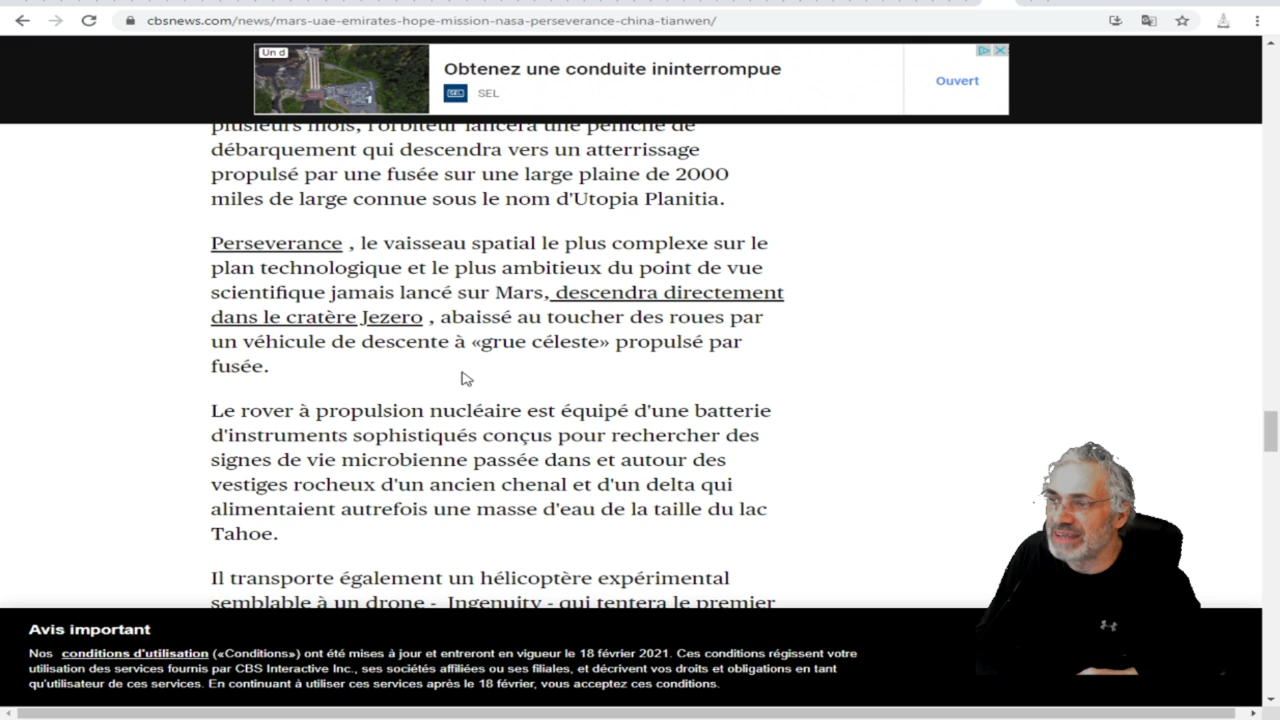 cbsnews.com/news/mars-uae-emirates-hope-mission-nasa-perseverance-china-tianwen/
Un d
Obtenez une conduite ininterrompue
SEL
SEL
Ouvert
plusieurs mois, l'orbiteur lancera une péniche de
débarquement qui descendra vers un atterrissage
propulsé par une fusée sur une large plaine de 2000
miles de large connue sous le nom d'Utopia Planitia.
Perseverance , le vaisseau spatial le plus complexe sur le
plan technologique et le plus ambitieux du point de vue
scientifique jamais lancé sur Mars, descendra directement
dans le cratère Jezero , abaissé au toucher des roues par
un véhicule de descente à «grue céleste» propulsé par
fusée.
Le rover à propulsion nucléaire est équipé d'une batterie
d'instruments sophistiqués conçus pour rechercher des
signes de vie microbienne passée dans et autour des
vestiges rocheux d'un ancien chenal et d'un delta qui
alimentaient autrefois une masse d'eau de la taille du lac
Tahoe.
Il transporte également un hélicoptère expérimental
semblable à un drone - Ingenuity - qui tentera le premier
Avis important
Nos conditions d'utilisation («Conditions») ont été mises à jour et entreront en vigueur le 18 février 2021. Ces conditions régissent votre
utilisation des services fournis par CBS Interactive Inc., ses sociétés affiliées ou ses filiales, et décrivent vos droits et obligations en tant
qu'utilisateur de ces services. En continuant à utiliser ces services après le 18 février, vous acceptez ces conditions.